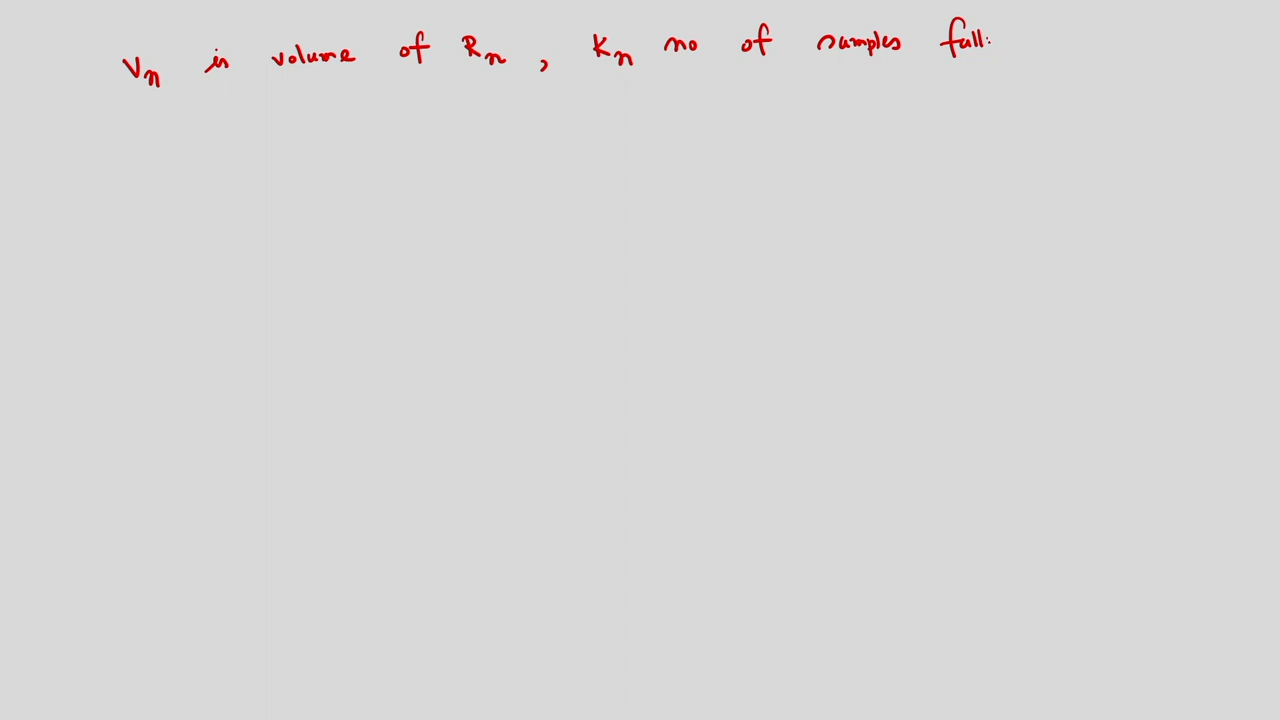 Vn is volume of Rn , Kn no of samples fall: